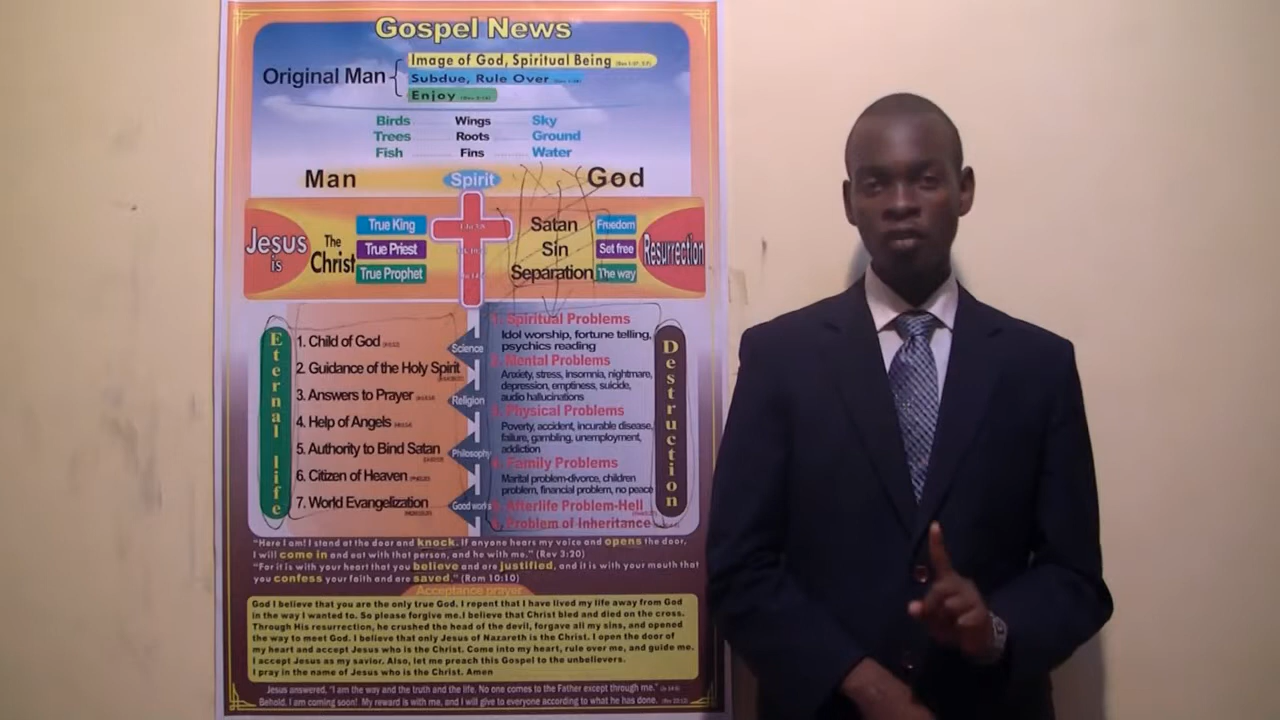 Gospel News
Original Man
Image of God, Spiritual Being
Subdue, Rule Over
Enjoy
Birds Wings Sky
Trees Roots Ground
Fish Fins Water
Man Spirit God
Jesus is
The Christ
True King
True Priest
True Prophet
Satan
Sin
Separation
Freedom
Set free
The way
Resurrection
Eternal life
1. Child of God
2. Guidance of the Holy Spirit
3. Answers to Prayer
4. Help of Angels
5. Authority to Bind Satan
6. Citizen of Heaven
7. World Evangelization
Science
Religion
Philosophy
Good works
1. Spiritual Problems
Idol worship, fortune telling,
psychics reading
Mental Problems
Anxiety, stress, insomnia, nightmare,
depression, emptiness, suicide,
audio hallucinations
Physical Problems
Poverty, accident, incurable disease,
failure, gambling, unemployment,
addiction
Family Problems
Marital problem-divorce, children
problem, financial problem, no peace
Afterlife Problem-Hell
Problem of Inheritance
Destruction
"Here I am! I stand at the door and knock. If anyone hears my voice and opens the door,
I will come in and eat with that person, and he with me." (Rev 3:20)
"For it is with your heart that you believe and are justified, and it is with your mouth that
you confess your faith and are saved." (Rom 10:10)
Acceptance prayer
God I believe that you are the only true God. I repent that I have lived my life away from God
in the way I wanted to. So please forgive me.I believe that Christ bled and died on the cross.
Through His resurrection, he crushed the head of the devil, forgave all my sins, and opened
the way to meet God. I believe that only Jesus of Nazareth is the Christ. I open the door of
my heart and accept Jesus who is the Christ. Come into my heart, rule over me, and guide me.
I accept Jesus as my savior. Also, let me preach this Gospel to the unbelievers.
I pray in the name of Jesus who is the Christ. Amen
Jesus answered, "I am the way and the truth and the life. No one comes to the Father except through me." (Jn 14:6)
Behold. I am coming soon! My reward is with me, and I will give to everyone according to what he has done.